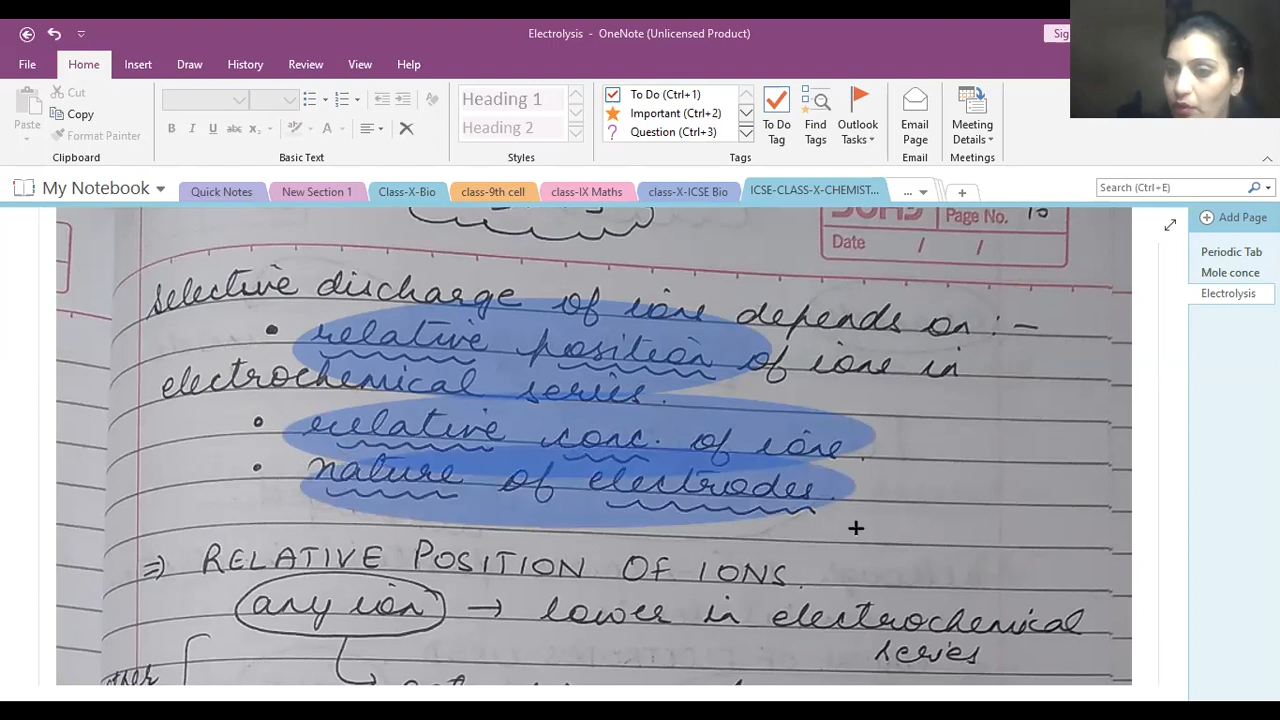 Electrolysis - OneNote (Unlicensed Product)
File Home Insert Draw History Review View Help
Cut
Copy
Format Painter
Paste
Clipboard
B I U abc x₂ A
Basic Text
Heading 1
Heading 2
Styles
To Do (Ctrl+1)
Important (Ctrl+2)
Question (Ctrl+3)
To Do Tag
Find Tags
Tags
Outlook Tasks
Email Page
Email
Meeting Details
Meetings
My Notebook
Quick Notes New Section 1 Class-X-Bio class-9th cell class-IX Maths class-X-ICSE Bio ICSE-CLASS-X-CHEMIST... ...
Search (Ctrl+E)
Add Page
Periodic Tab
Mole conce
Electrolysis
Page No.
Date / /
selective discharge of ions depends on :-
• relative position of ions in
electrochemical series.
• relative conc. of ions.
• nature of electrodes.
⇒ RELATIVE POSITION OF IONS.
any ion → lower in electrochemical
series